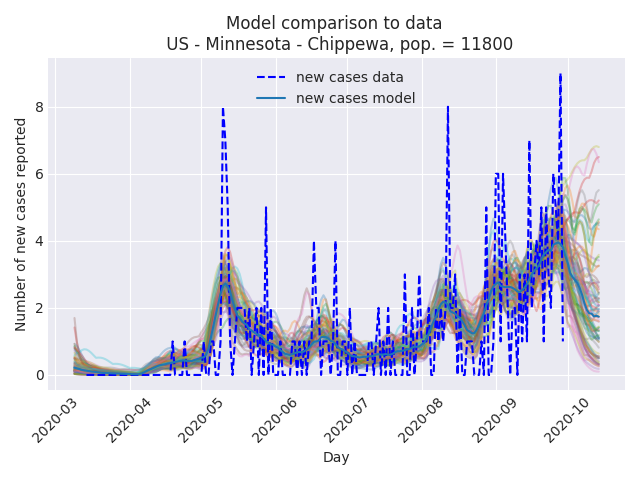 Model comparison to data
US - Minnesota - Chippewa, pop. = 11800
new cases data
new cases model
Number of new cases reported
8
6
4
2
0
2020-03
2020-04
2020-05
2020-06
2020-07
2020-08
2020-09
2020-10
Day